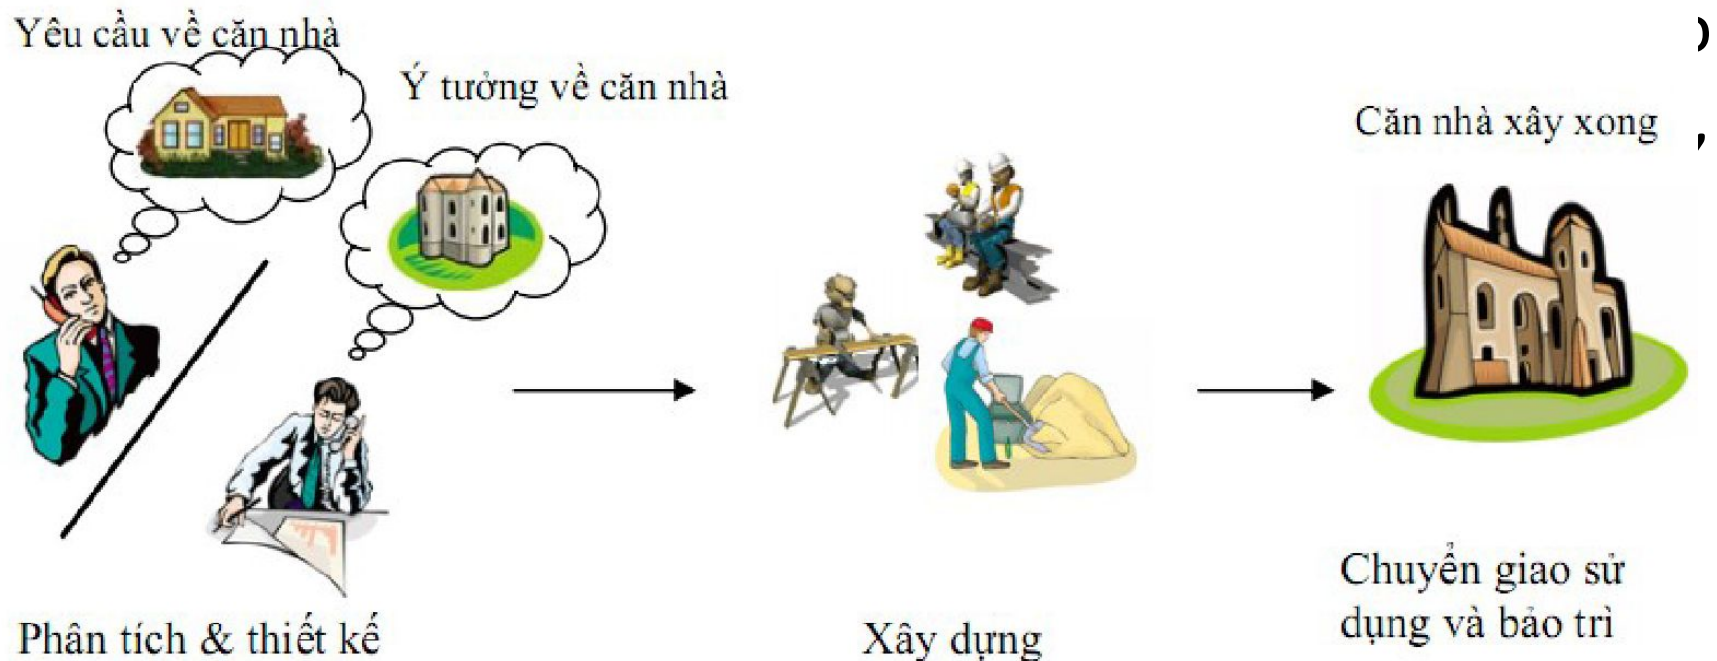 Yêu cầu về căn nhà
Ý tưởng về căn nhà
Căn nhà xây xong
Phân tích & thiết kế
Xây dựng
Chuyển giao sử
dụng và bảo trì